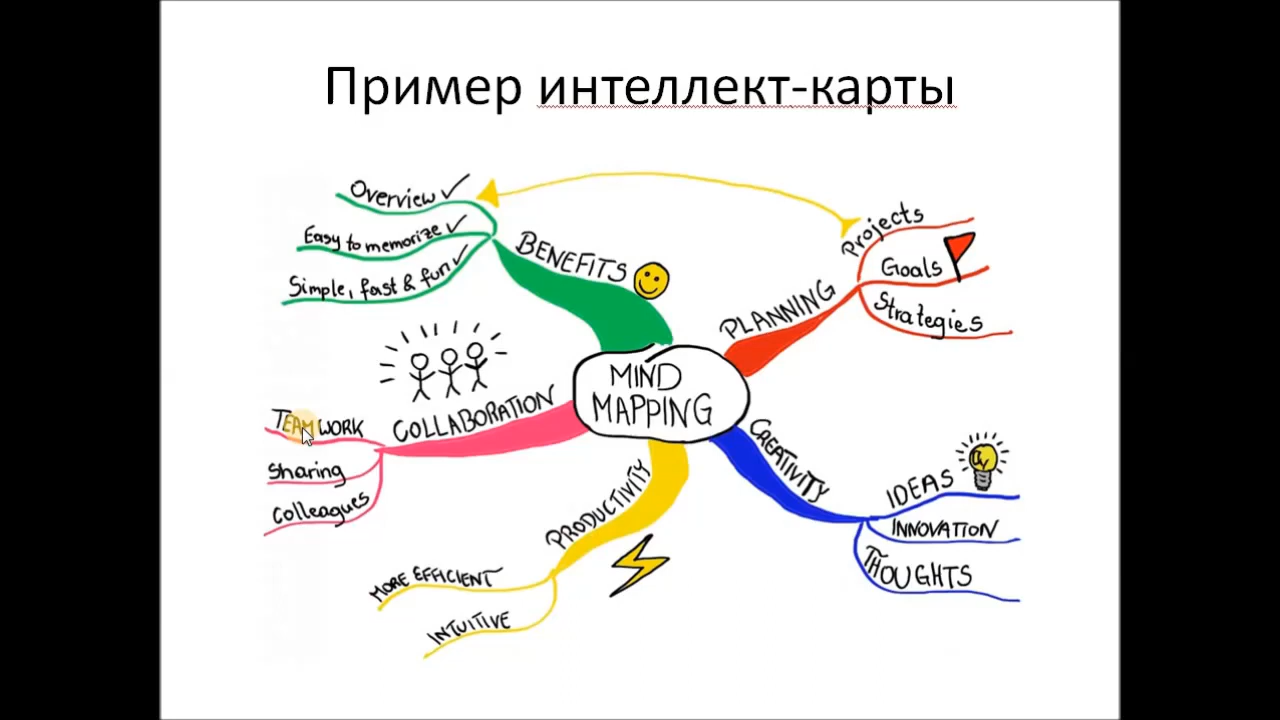 Пример интеллект-карты
Overview
Easy to memorize
Simple, fast & fun
BENEFITS
Projects
Goals
Strategies
PLANNING
MIND
MAPPING
COLLABORATION
TEAMWORK
Sharing
Colleagues
CREATIVITY
IDEAS
INNOVATION
THOUGHTS
PRODUCTIVITY
MORE EFFICIENT
INTUITIVE